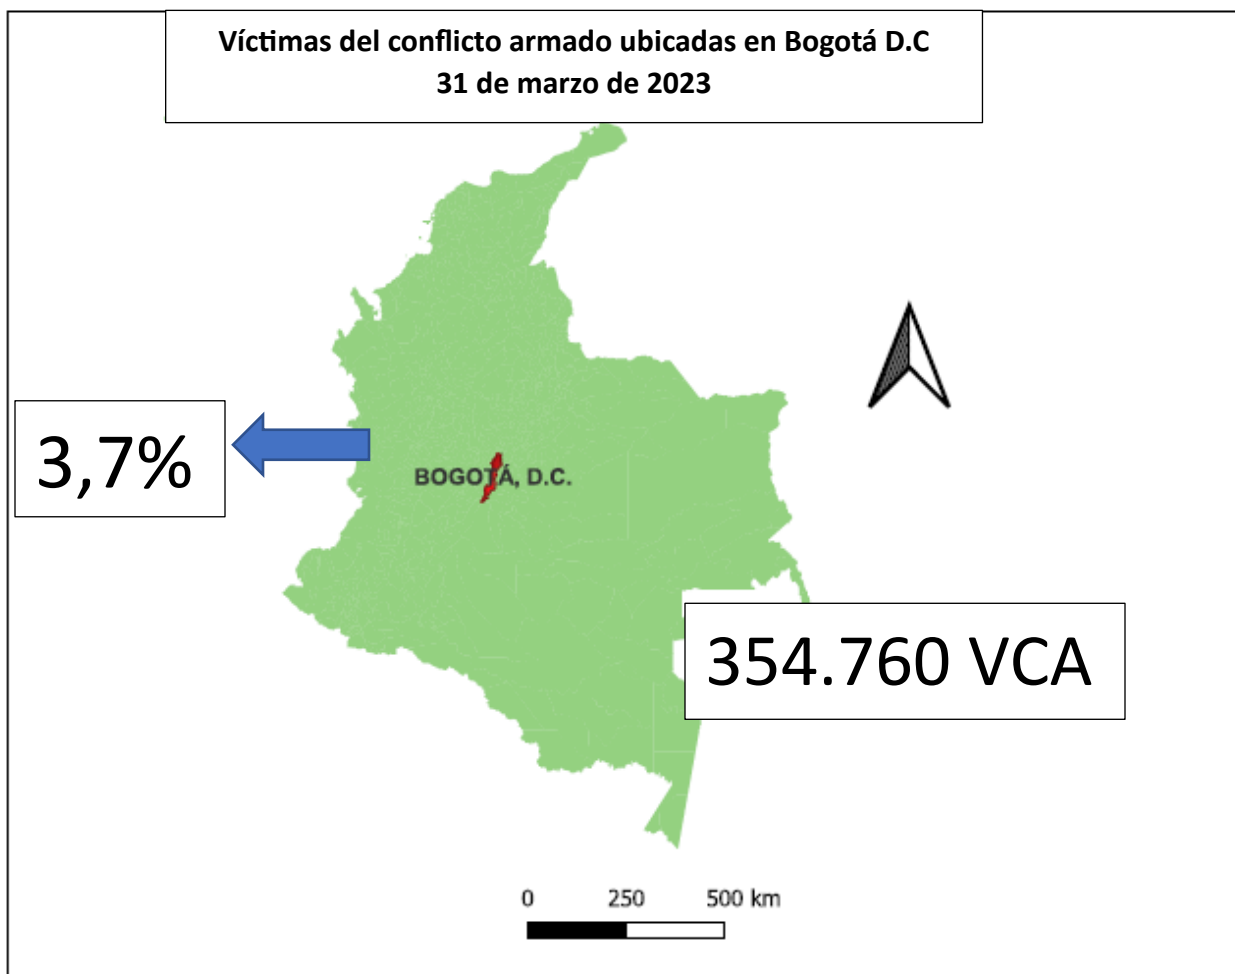 Víctimas del conflicto armado ubicadas en Bogotá D.C
31 de marzo de 2023
3,7%
BOGOTÁ, D.C.
354.760 VCA
0 250 500 km